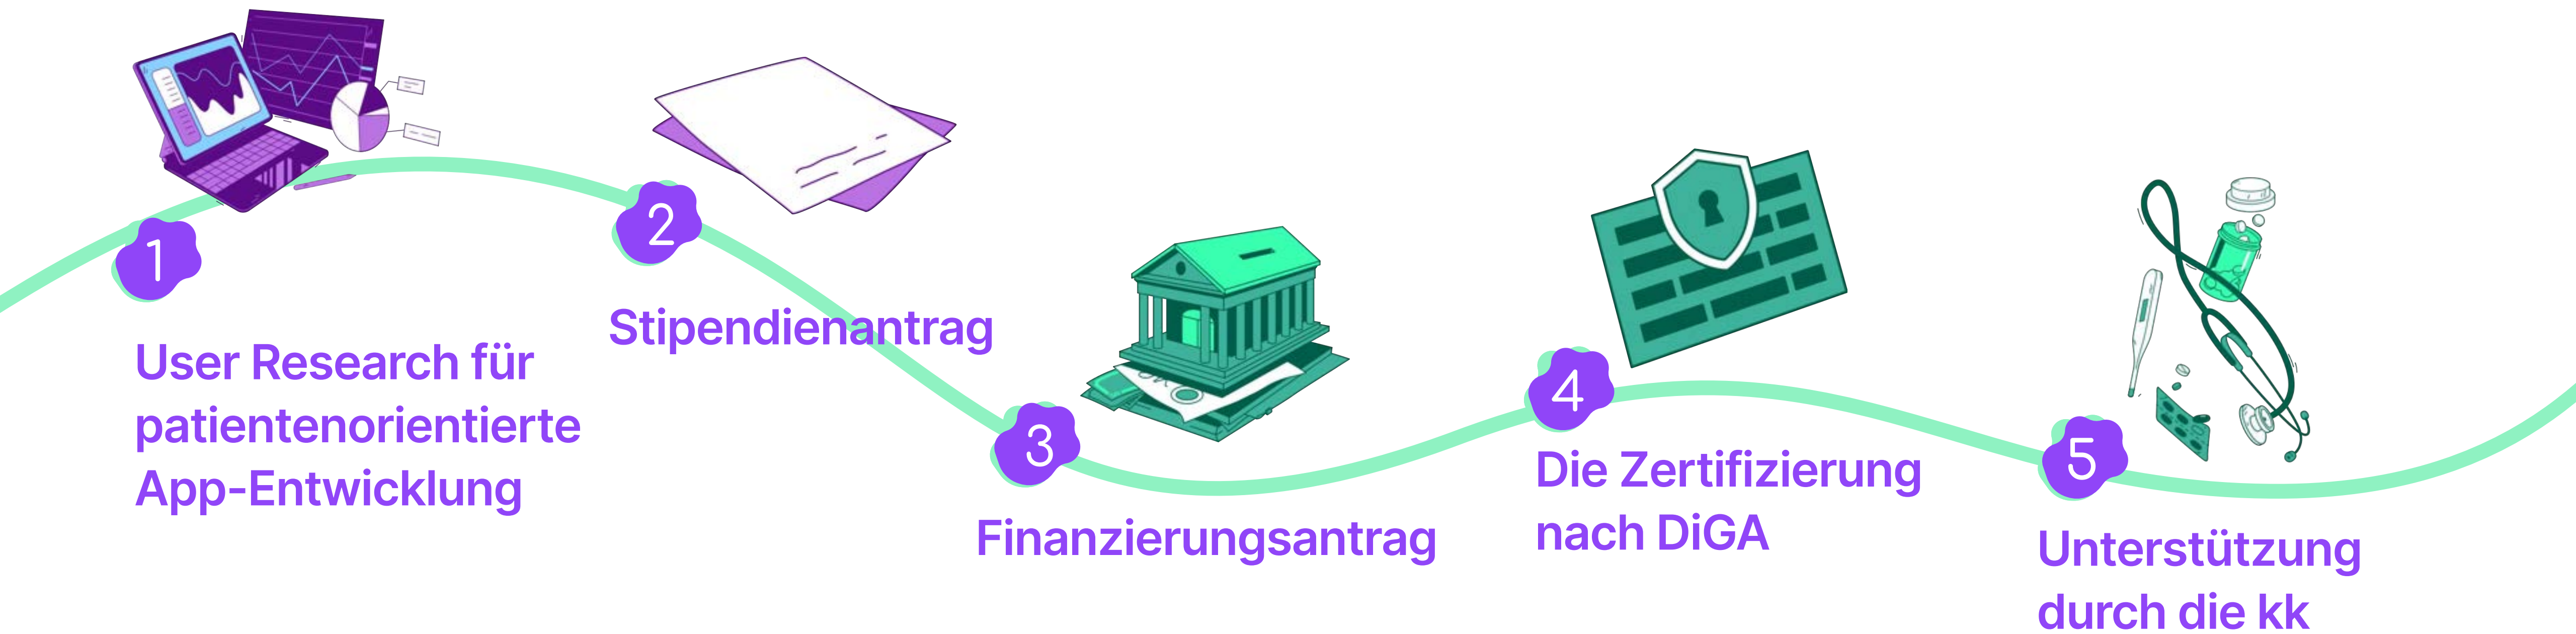 1
User Research für
patientenorientierte
App-Entwicklung
2
Stipendienantrag
3
Finanzierungsantrag
4
Die Zertifizierung
nach DiGA
5
Unterstützung
durch die kk